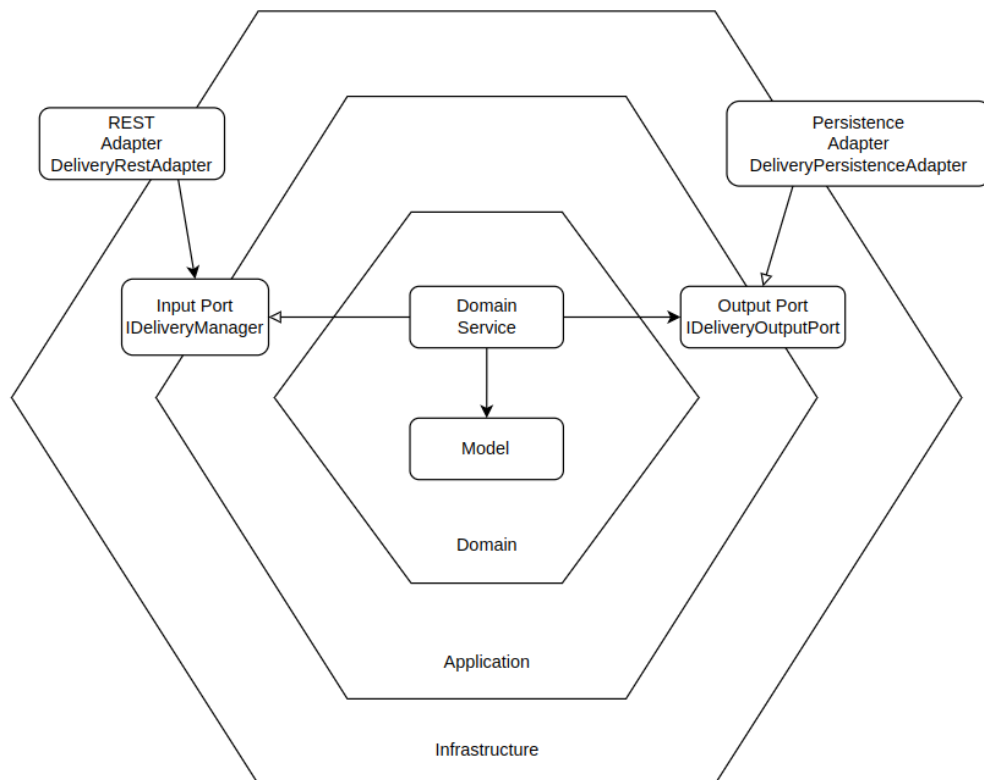 REST
Adapter
DeliveryRestAdapter
Persistence
Adapter
DeliveryPersistenceAdapter
Input Port
IDeliveryManager
Domain
Service
Output Port
IDeliveryOutputPort
Model
Domain
Application
Infrastructure